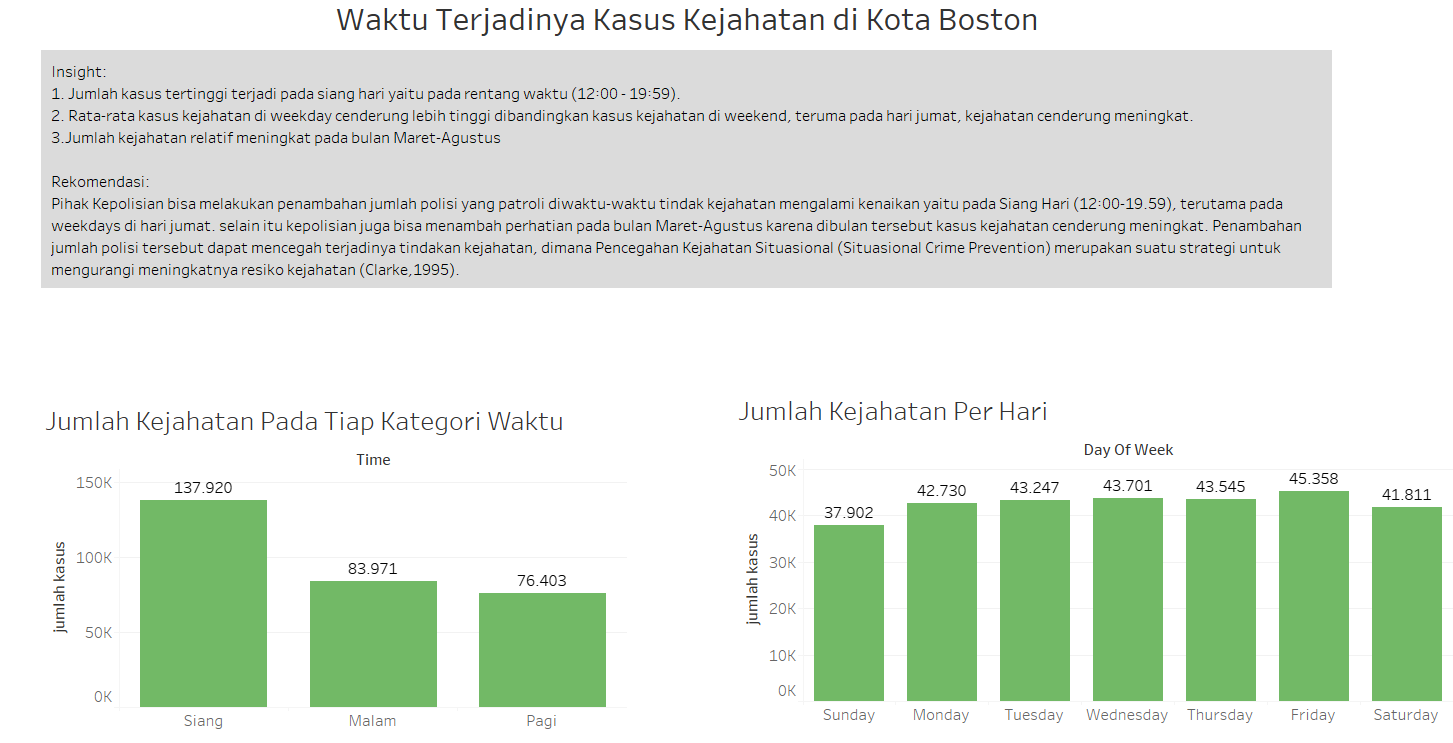 Waktu Terjadinya Kasus Kejahatan di Kota Boston
Insight:
1. Jumlah kasus tertinggi terjadi pada siang hari yaitu pada rentang waktu (12:00 - 19:59).
2. Rata-rata kasus kejahatan di weekday cenderung lebih tinggi dibandingkan kasus kejahatan di weekend, teruma pada hari jumat, kejahatan cenderung meningkat.
3.Jumlah kejahatan relatif meningkat pada bulan Maret-Agustus
Rekomendasi:
Pihak Kepolisian bisa melakukan penambahan jumlah polisi yang patroli diwaktu-waktu tindak kejahatan mengalami kenaikan yaitu pada Siang Hari (12:00-19.59), terutama pada
weekdays di hari jumat. selain itu kepolisian juga bisa menambah perhatian pada bulan Maret-Agustus karena dibulan tersebut kasus kejahatan cenderung meningkat. Penambahan
jumlah polisi tersebut dapat mencegah terjadinya tindakan kejahatan, dimana Pencegahan Kejahatan Situasional (Situasional Crime Prevention) merupakan suatu strategi untuk
mengurangi meningkatnya resiko kejahatan (Clarke,1995).
Jumlah Kejahatan Pada Tiap Kategori Waktu
Time
150K
100K
50K
0K
jumlah kasus
137.920
83.971
76.403
Siang
Malam
Pagi
Jumlah Kejahatan Per Hari
Day Of Week
50K
40K
30K
20K
10K
0K
jumlah kasus
37.902
42.730
43.247
43.701
43.545
45.358
41.811
Sunday
Monday
Tuesday
Wednesday
Thursday
Friday
Saturday